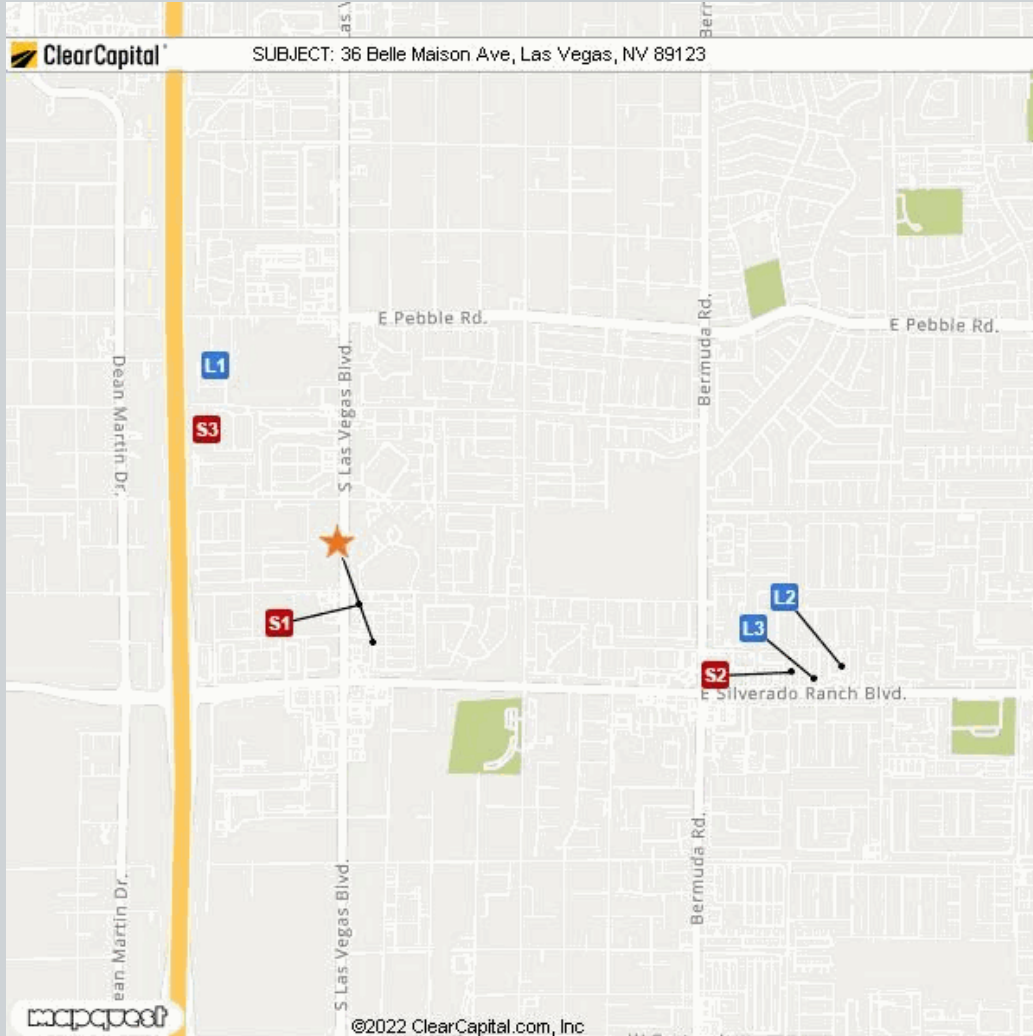 S Las V
Berr
ClearCapital
SUBJECT: 36 Belle Maison Ave, Las Vegas, NV 89123
E Pebble Rd.
E Pebble Rd.
Bermuda Rd.
S Las Vegas Blvd.
Dean Martin Dr.
L1
S3
S1
L2
L3
S2
E Silverado Ranch Blvd.
S Las Vegas Blvd.
Bermuda Rd.
ean Martin Dr.
mapquest
©2022 ClearCapital.com, Inc